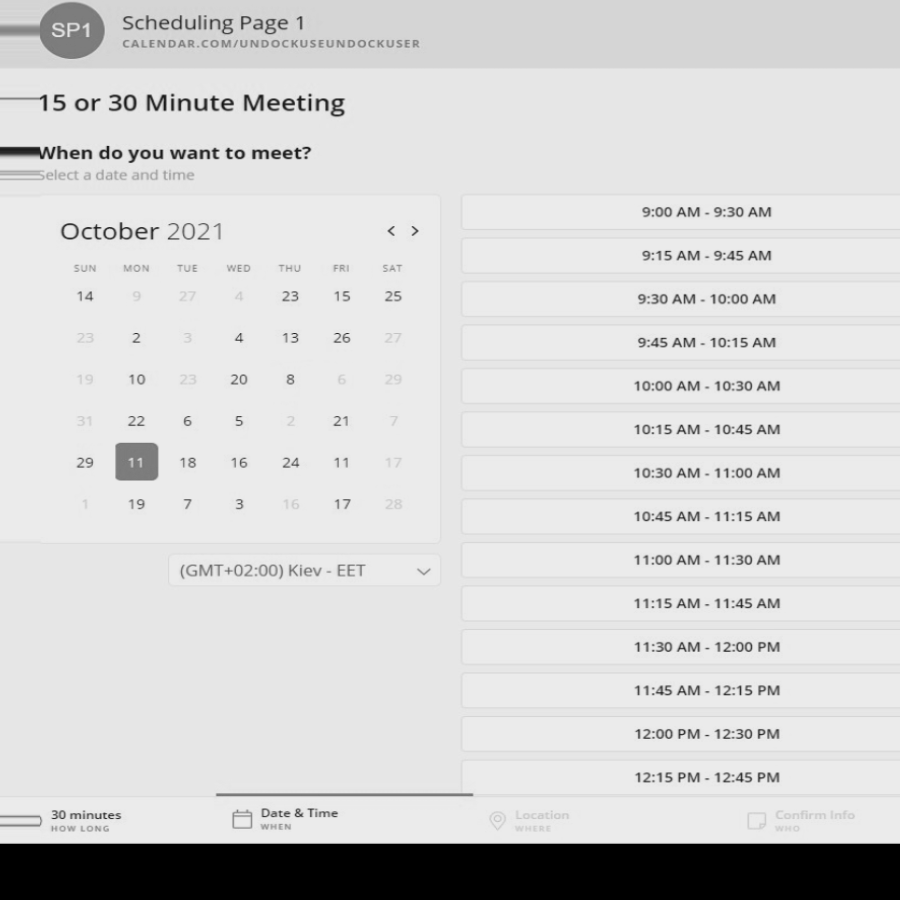 SP1
Scheduling Page 1
CALENDAR.COM/UNDOCKUSEUNDOCKUSER
15 or 30 Minute Meeting
When do you want to meet?
Select a date and time
October 2021
< >
SUN MON TUE WED THU FRI SAT
14 9 27 4 23 15 25
23 2 3 4 13 26 27
19 10 23 20 8 6 29
31 22 6 5 2 21 7
29 11 18 16 24 11 17
1 19 7 3 16 17 28
(GMT+02:00) Kiev - EET
9:00 AM - 9:30 AM
9:15 AM - 9:45 AM
9:30 AM - 10:00 AM
9:45 AM - 10:15 AM
10:00 AM - 10:30 AM
10:15 AM - 10:45 AM
10:30 AM - 11:00 AM
10:45 AM - 11:15 AM
11:00 AM - 11:30 AM
11:15 AM - 11:45 AM
11:30 AM - 12:00 PM
11:45 AM - 12:15 PM
12:00 PM - 12:30 PM
12:15 PM - 12:45 PM
30 minutes
HOW LONG
Date & Time
WHEN
Location
WHERE
Confirm Info
WHO